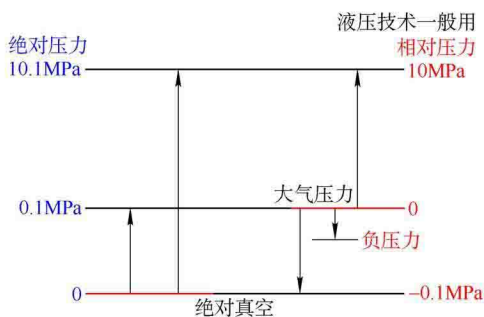 液压技术一般用
绝对压力
相对压力
10.1MPa
10MPa
大气压力
0.1MPa
0
负压力
0
-0.1MPa
绝对真空